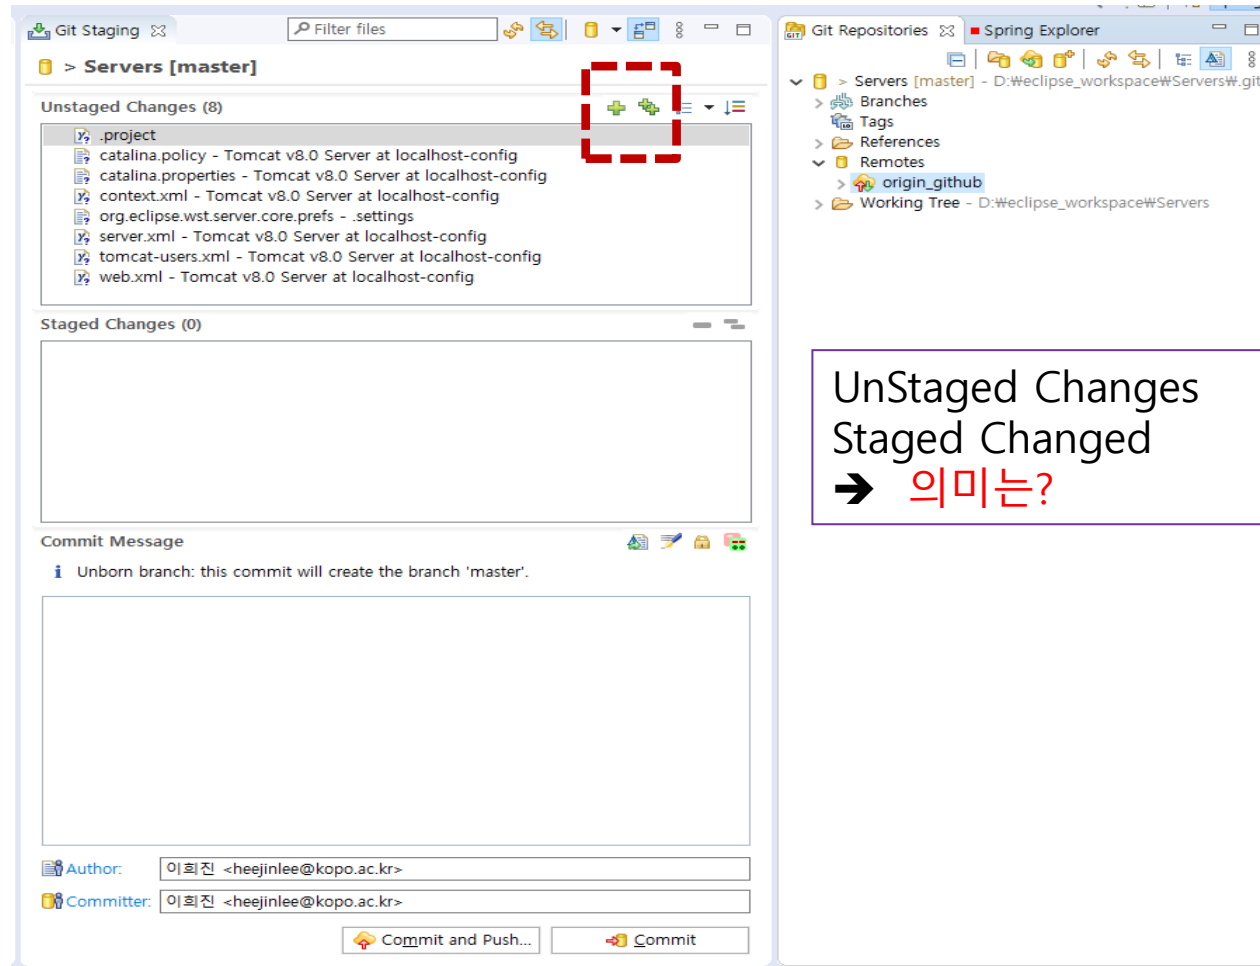 Git Staging
Filter files
> Servers [master]
Unstaged Changes (8)
.project
catalina.policy - Tomcat v8.0 Server at localhost-config
catalina.properties - Tomcat v8.0 Server at localhost-config
context.xml - Tomcat v8.0 Server at localhost-config
org.eclipse.wst.server.core.prefs - .settings
server.xml - Tomcat v8.0 Server at localhost-config
tomcat-users.xml - Tomcat v8.0 Server at localhost-config
web.xml - Tomcat v8.0 Server at localhost-config
Staged Changes (0)
Commit Message
Unborn branch: this commit will create the branch 'master'.
Author: 이희진 <heejinlee@kopo.ac.kr>
Committer: 이희진 <heejinlee@kopo.ac.kr>
Commit and Push...
Commit
Git Repositories
Spring Explorer
> Servers [master] - D:₩eclipse_workspace₩Servers₩.git
Branches
Tags
References
Remotes
origin_github
Working Tree - D:₩eclipse_workspace₩Servers
UnStaged Changes
Staged Changed
➔ 의미는?